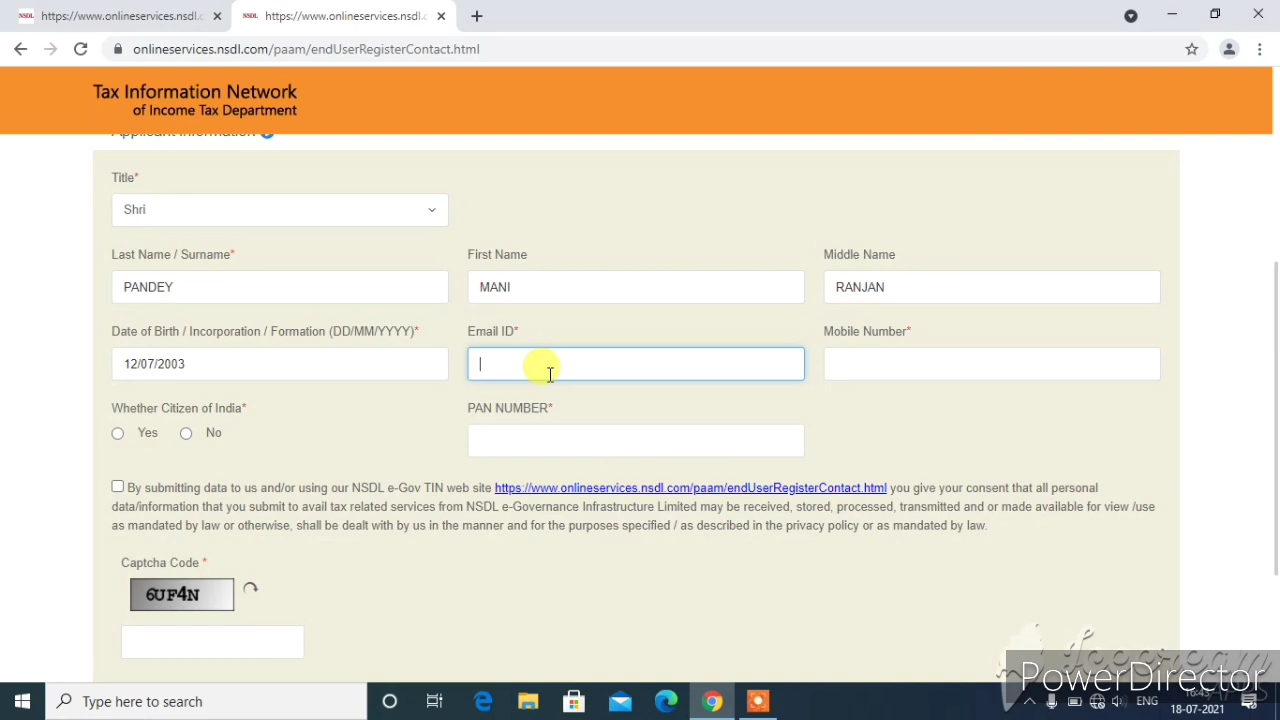 NSDL https://www.onlineservices.nsdl.c
NSDL https://www.onlineservices.nsdl.
onlineservices.nsdl.com/paam/endUserRegisterContact.html
Tax Information Network
of Income Tax Department
Applicant Information
Title*
Shri
Last Name / Surname* First Name Middle Name
PANDEY MANI RANJAN
Date of Birth / Incorporation / Formation (DD/MM/YYYY)* Email ID* Mobile Number*
12/07/2003
Whether Citizen of India* PAN NUMBER*
Yes No
By submitting data to us and/or using our NSDL e-Gov TIN web site https://www.onlineservices.nsdl.com/paam/endUserRegisterContact.html you give your consent that all personal
data/information that you submit to avail tax related services from NSDL e-Governance Infrastructure Limited may be received, stored, processed, transmitted and or made available for view /use
as mandated by law or otherwise, shall be dealt with by us in the manner and for the purposes specified / as described in the privacy policy or as mandated by law.
Captcha Code *
6UF4N
PowerDirector
Type here to search
ENG
16:43
18-07-2021